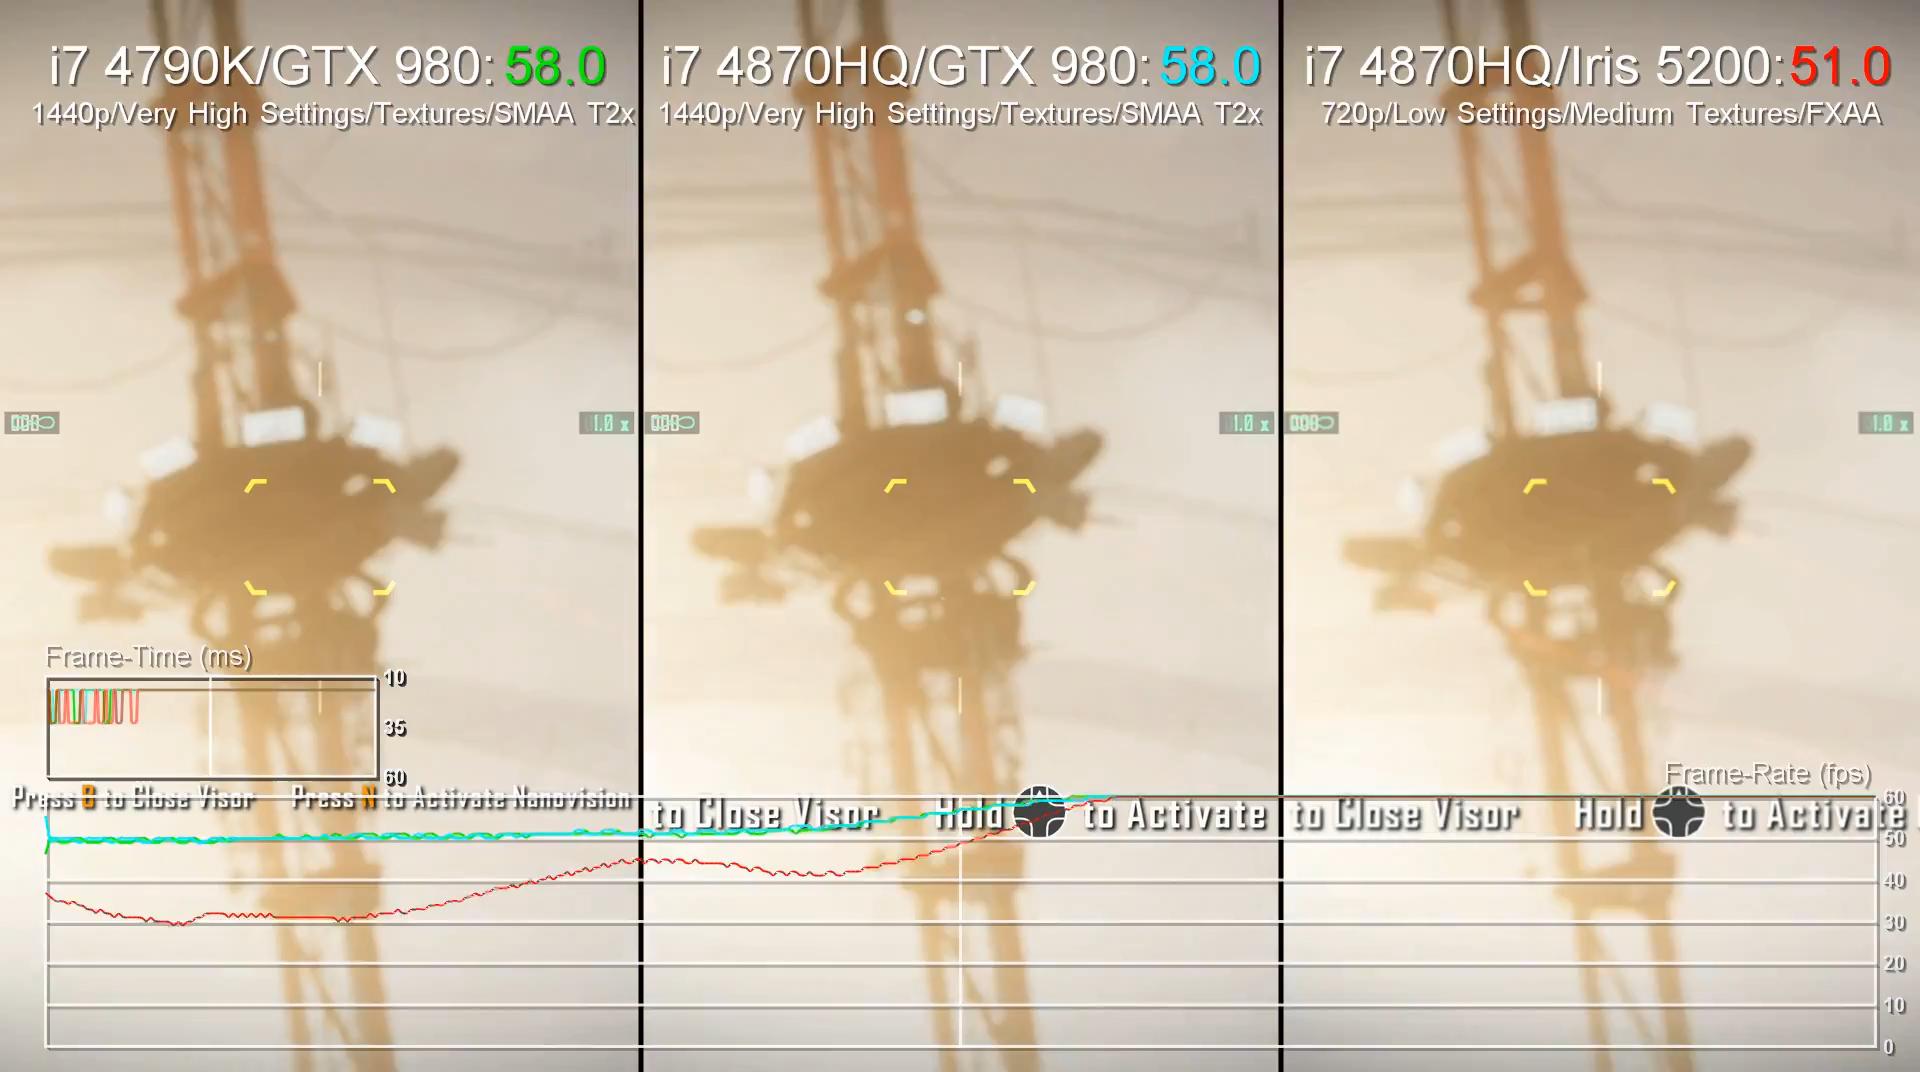 i7 4790K/GTX 980: 58.0
1440p/Very High Settings/Textures/SMAA T2x
i7 4870HQ/GTX 980: 58.0
1440p/Very High Settings/Textures/SMAA T2x
i7 4870HQ/Iris 5200: 51.0
720p/Low Settings/Medium Textures/FXAA
1.0 x
1.0 x
1.0 x
Frame-Time (ms)
10
35
60
Press B to Close Visor Press N to Activate Nanovision
to Close Visor Hold to Activate
to Close Visor Hold to Activate
Frame-Rate (fps)
60
50
40
30
20
10
0